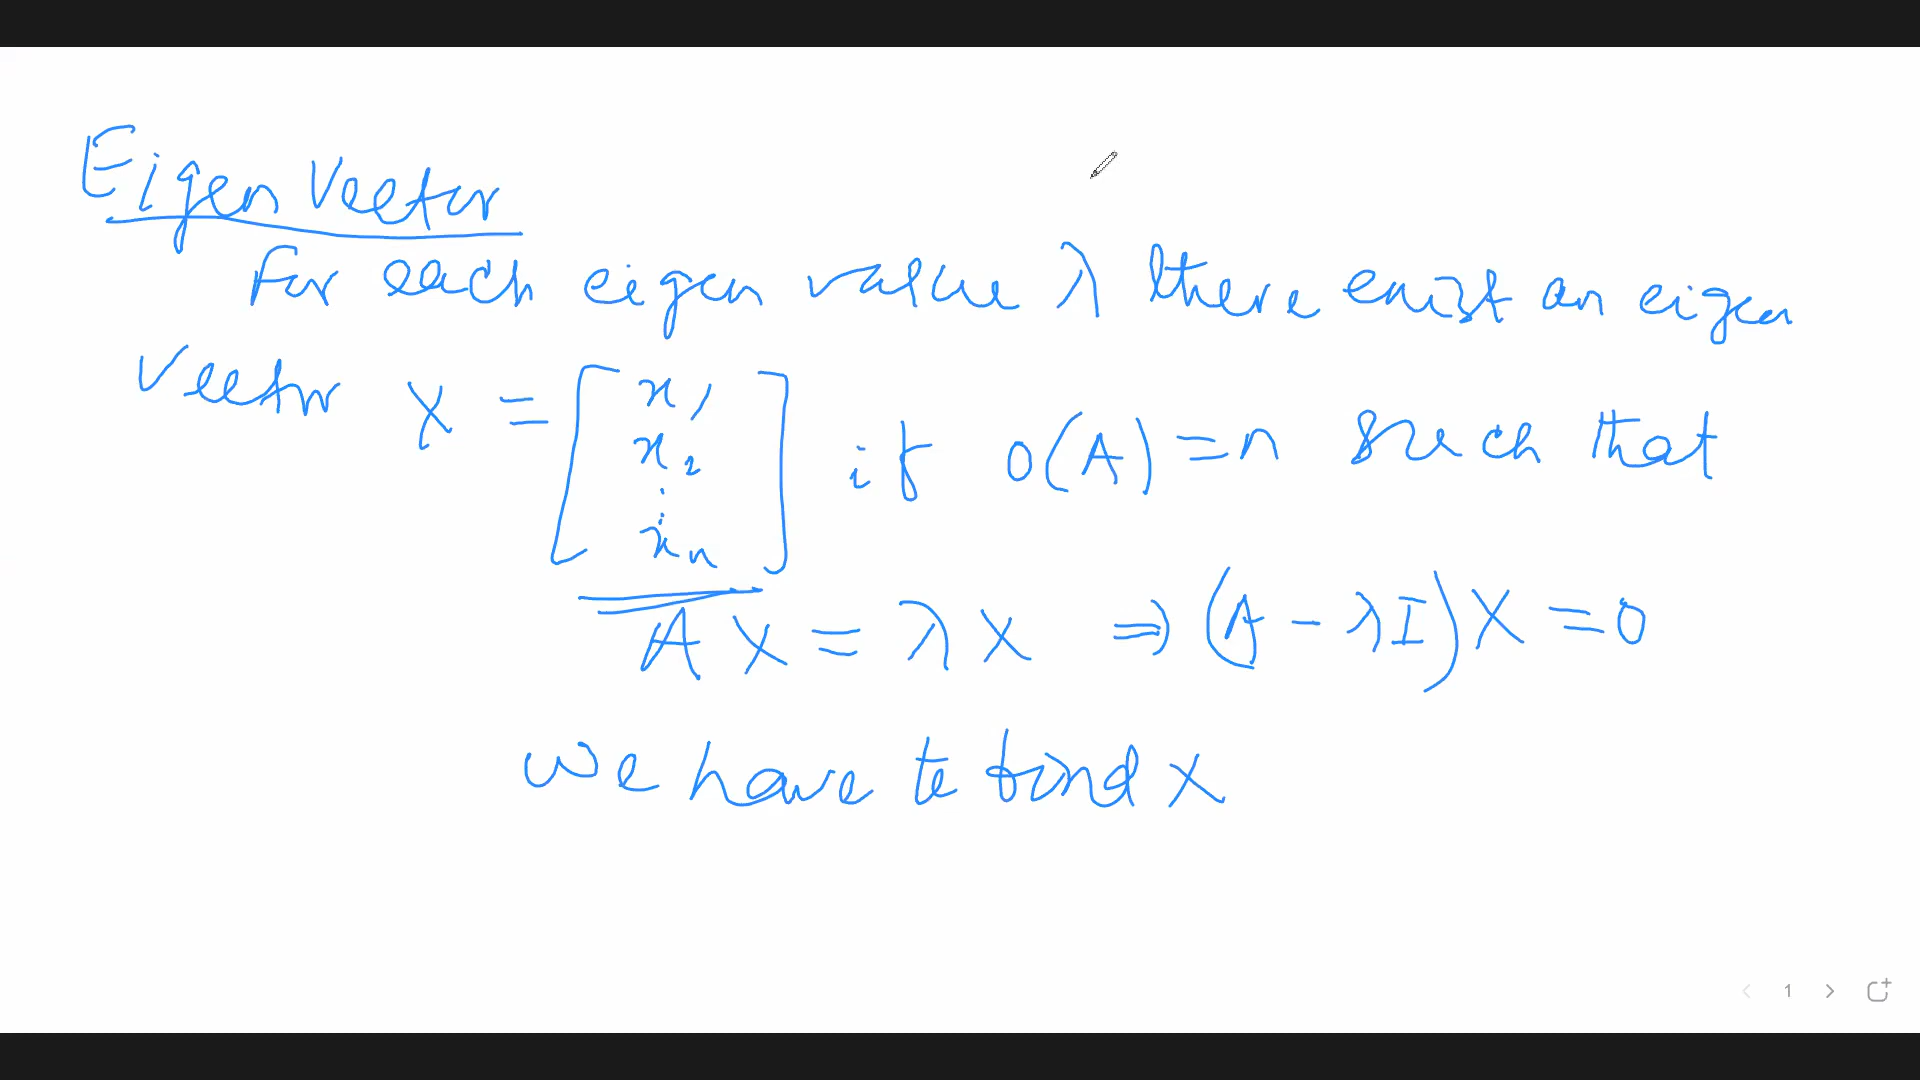 Eigen Vector
For each eigen value λ there exist an eigen
Vector X = [x1 x2 : xn] if O(A) = n such that
AX = λX ⇒ (A - λI)X = 0
We have to find X
1